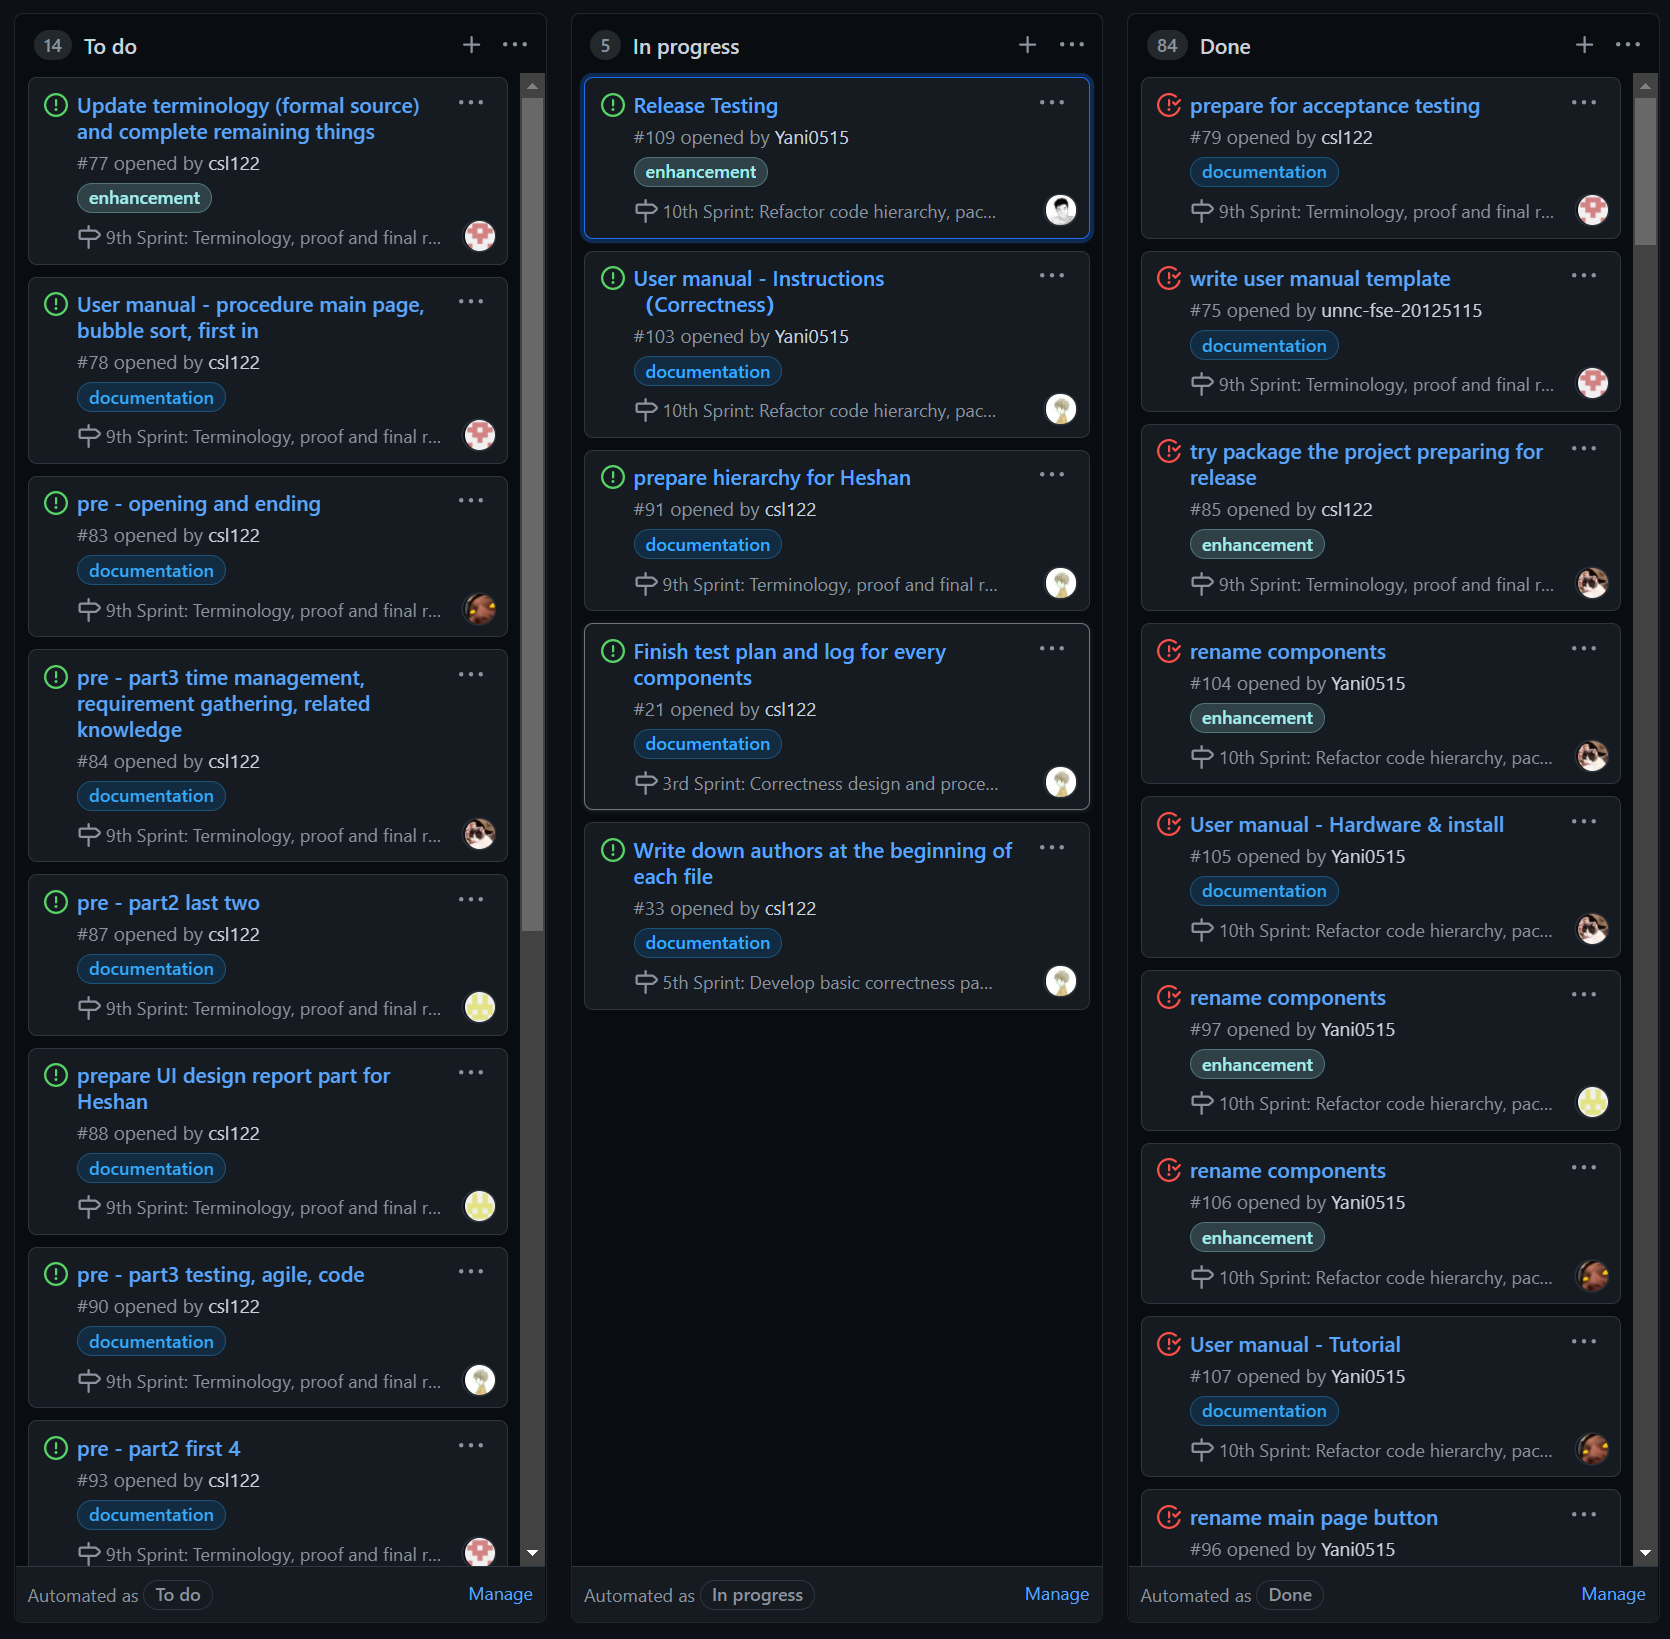 14 To do
Update terminology (formal source)
and complete remaining things
#77 opened by csl122
enhancement
9th Sprint: Terminology, proof and final r...
User manual - procedure main page,
bubble sort, first in
#78 opened by csl122
documentation
9th Sprint: Terminology, proof and final r...
pre - opening and ending
#83 opened by csl122
documentation
9th Sprint: Terminology, proof and final r...
pre - part3 time management,
requirement gathering, related
knowledge
#84 opened by csl122
documentation
9th Sprint: Terminology, proof and final r...
pre - part2 last two
#87 opened by csl122
documentation
9th Sprint: Terminology, proof and final r...
prepare UI design report part for
Heshan
#88 opened by csl122
documentation
9th Sprint: Terminology, proof and final r...
pre - part3 testing, agile, code
#90 opened by csl122
documentation
9th Sprint: Terminology, proof and final r...
pre - part2 first 4
#93 opened by csl122
documentation
9th Sprint: Terminology, proof and final r...
Automated as To do Manage
5 In progress
Release Testing
#109 opened by Yani0515
enhancement
10th Sprint: Refactor code hierarchy, pac...
User manual - Instructions
(Correctness)
#103 opened by Yani0515
documentation
10th Sprint: Refactor code hierarchy, pac...
prepare hierarchy for Heshan
#91 opened by csl122
documentation
9th Sprint: Terminology, proof and final r...
Finish test plan and log for every
components
#21 opened by csl122
documentation
3rd Sprint: Correctness design and proce...
Write down authors at the beginning of
each file
#33 opened by csl122
documentation
5th Sprint: Develop basic correctness pa...
Automated as In progress Manage
84 Done
prepare for acceptance testing
#79 opened by csl122
documentation
9th Sprint: Terminology, proof and final r...
write user manual template
#75 opened by unnc-fse-20125115
documentation
9th Sprint: Terminology, proof and final r...
try package the project preparing for
release
#85 opened by csl122
enhancement
9th Sprint: Terminology, proof and final r...
rename components
#104 opened by Yani0515
enhancement
10th Sprint: Refactor code hierarchy, pac...
User manual - Hardware & install
#105 opened by Yani0515
documentation
10th Sprint: Refactor code hierarchy, pac...
rename components
#97 opened by Yani0515
enhancement
10th Sprint: Refactor code hierarchy, pac...
rename components
#106 opened by Yani0515
enhancement
10th Sprint: Refactor code hierarchy, pac...
User manual - Tutorial
#107 opened by Yani0515
documentation
10th Sprint: Refactor code hierarchy, pac...
rename main page button
#96 opened by Yani0515
Automated as Done Manage